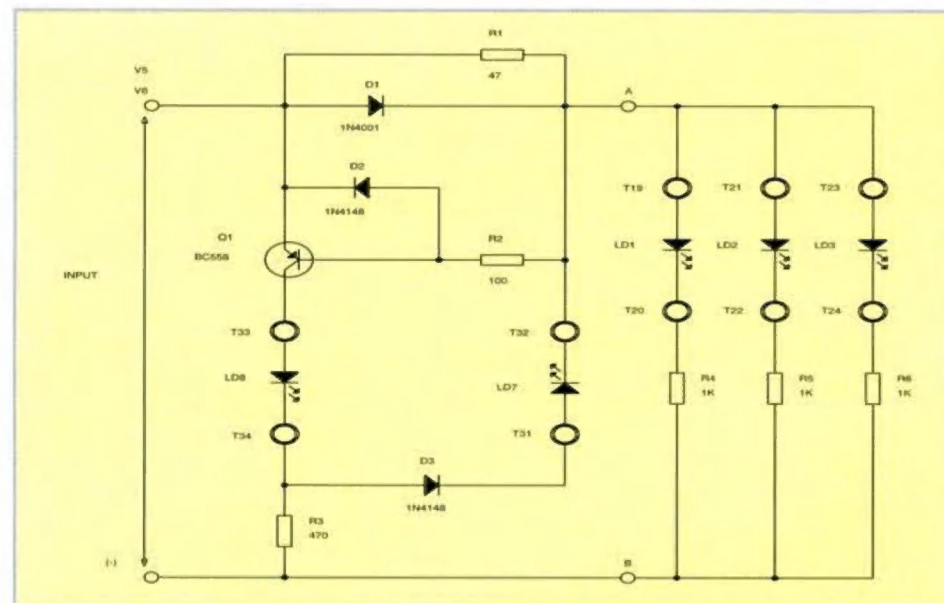 R1
47
V5
V6
D1
A
1N4001
D2
1N4148
T19
T21
T23
Q1
BC558
R2
100
LD1
LD2
LD3
INPUT
T33
T32
T20
T22
T24
LD8
LD7
R4
1K
R5
1K
R6
1K
T34
T31
D3
1N4148
R3
470
(-)
B